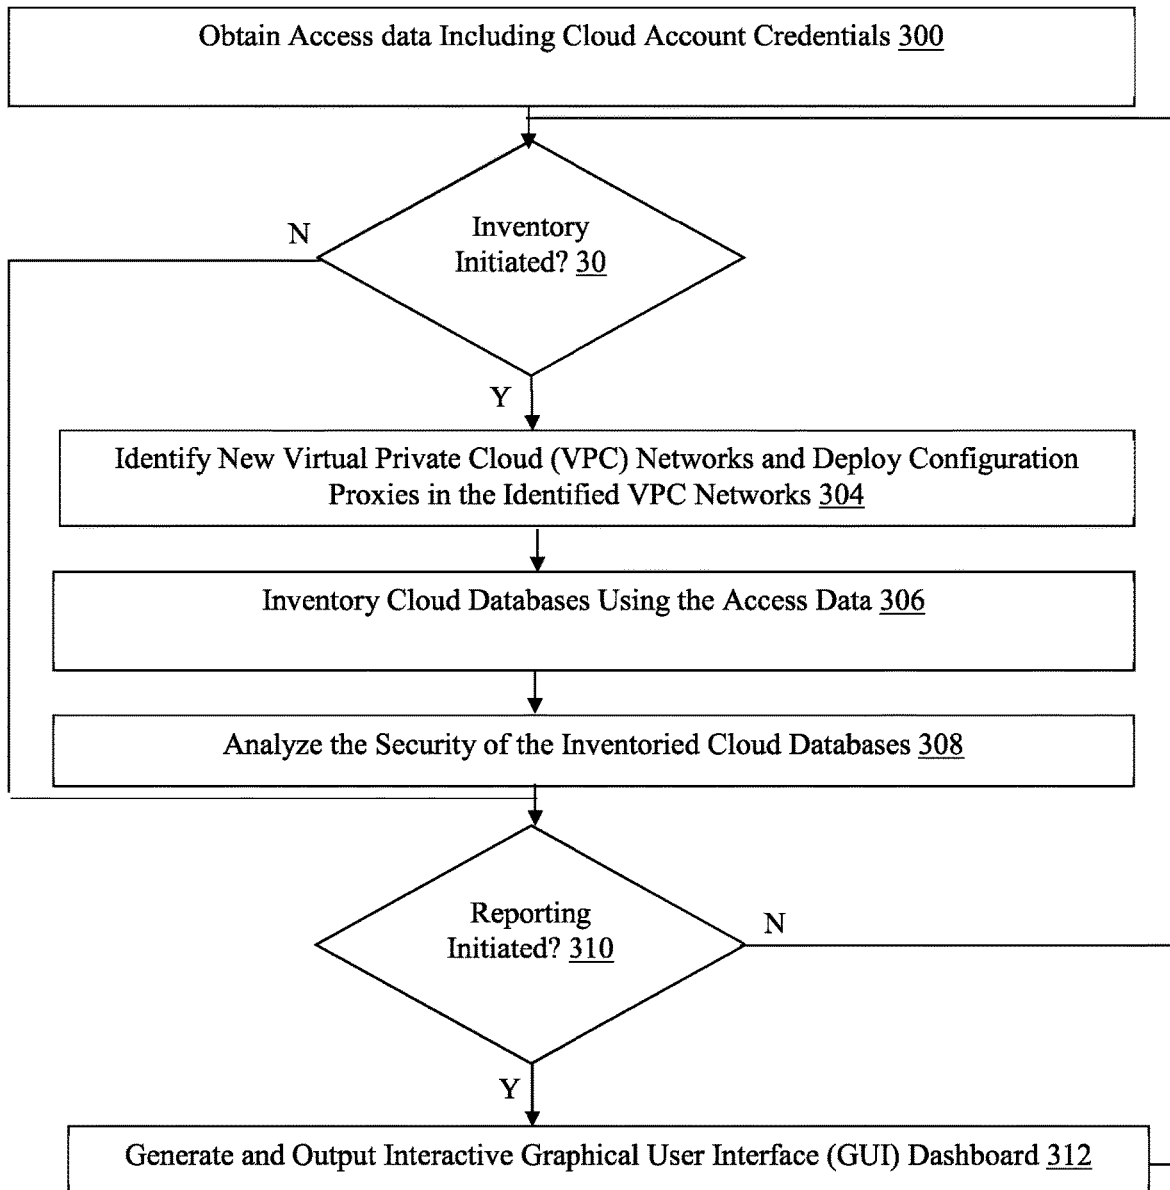 Obtain Access data Including Cloud Account Credentials 300
Inventory
Initiated? 30
N
Y
Identify New Virtual Private Cloud (VPC) Networks and Deploy Configuration
Proxies in the Identified VPC Networks 304
Inventory Cloud Databases Using the Access Data 306
Analyze the Security of the Inventoried Cloud Databases 308
Reporting
Initiated? 310
N
Y
Generate and Output Interactive Graphical User Interface (GUI) Dashboard 312